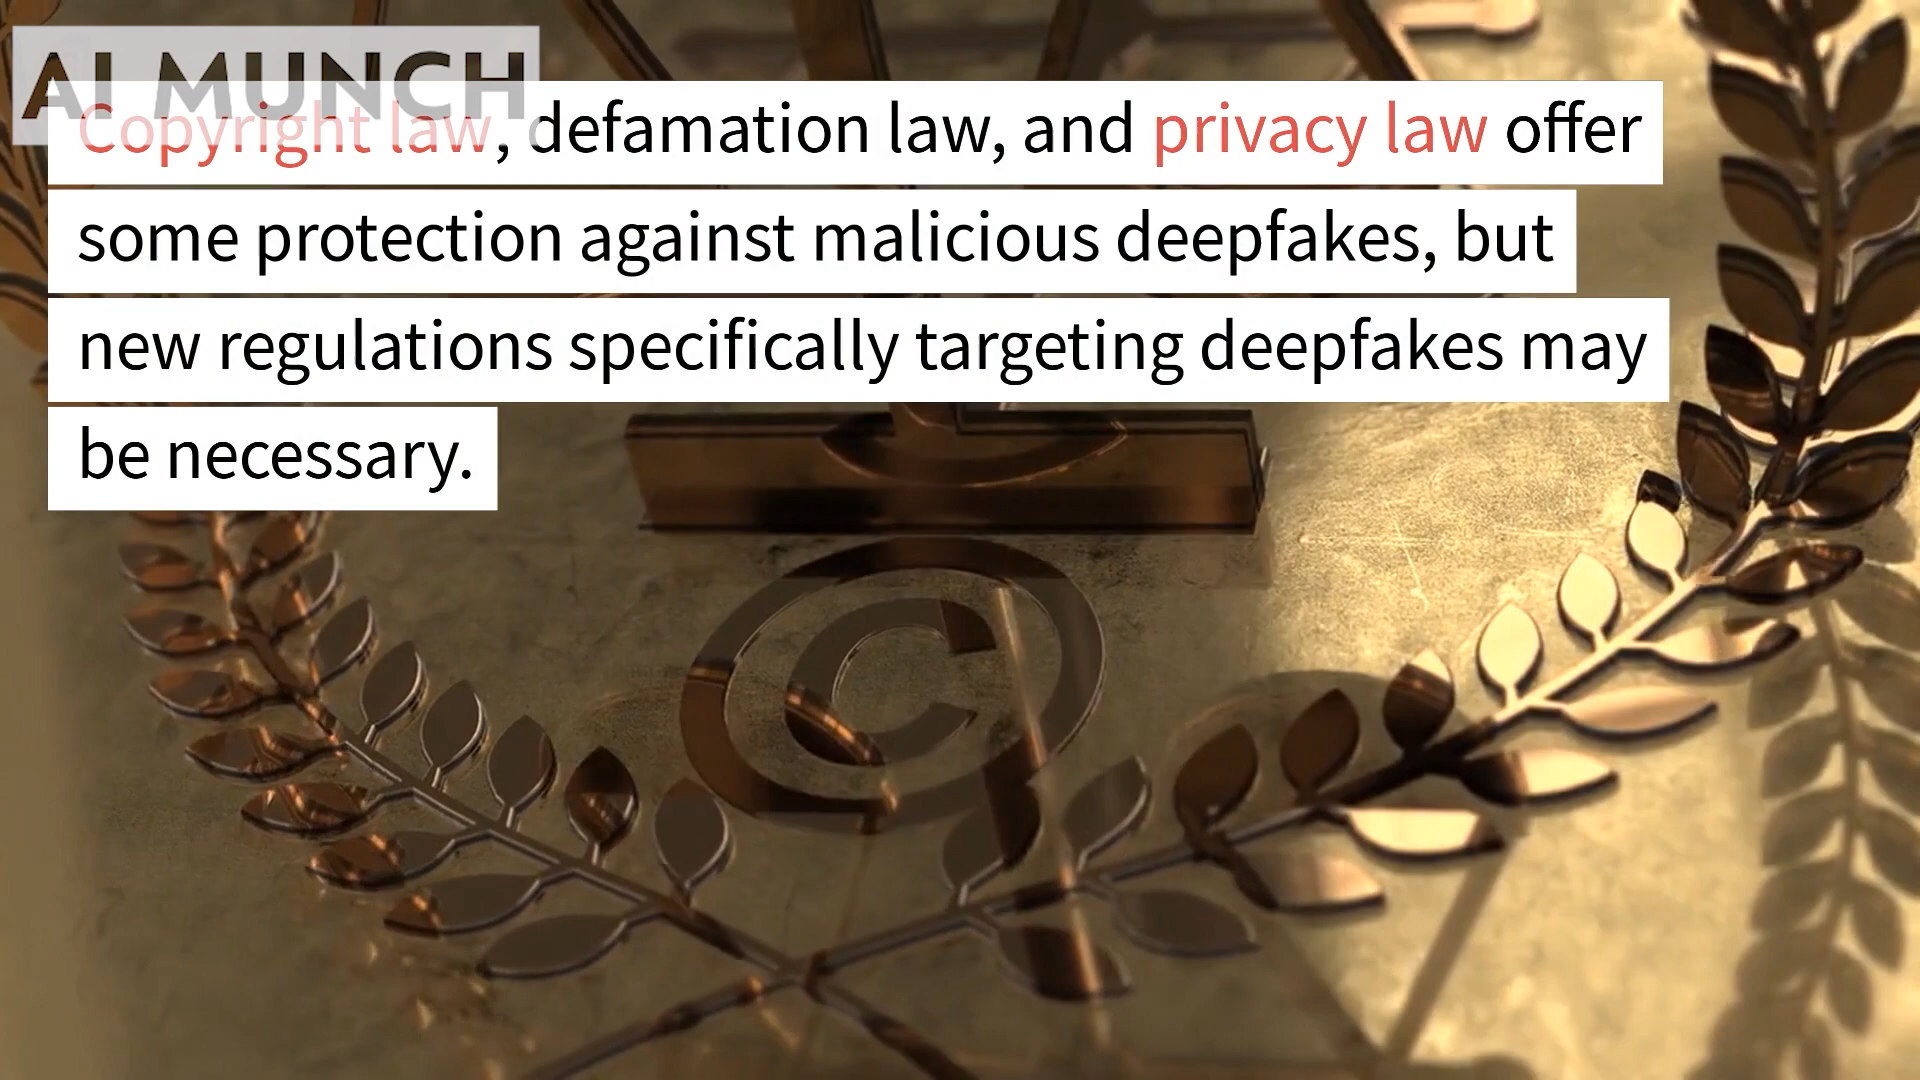 AI MUNCH
Copyright law, defamation law, and privacy law offer
some protection against malicious deepfakes, but
new regulations specifically targeting deepfakes may
be necessary.
©